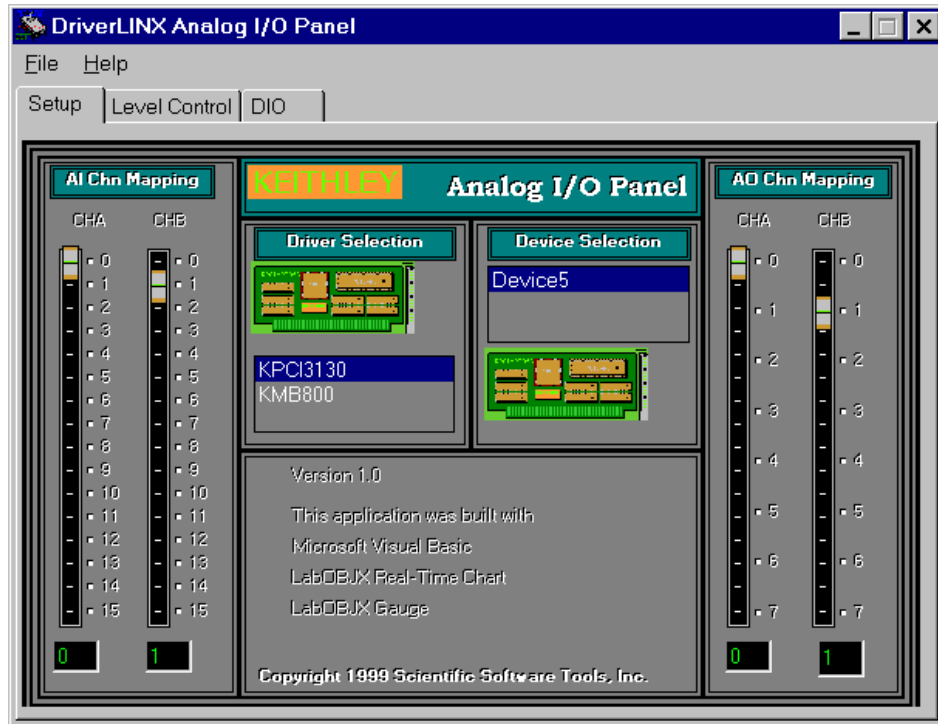 DriverLINX Analog I/O Panel
File Help
Setup Level Control DIO
AI Chn Mapping
CHA CHB
0 0
1 1
2 2
3 3
4 4
5 5
6 6
7 7
8 8
9 9
10 10
11 11
12 12
13 13
14 14
15 15
0 1
KEITHLEY Analog I/O Panel
Driver Selection
KPCI3130
KMB800
Device Selection
Device5
Version 1.0
This application was built with
Microsoft Visual Basic
LabOBJX Real-Time Chart
LabOBJX Gauge
Copyright 1999 Scientific Software Tools, Inc.
AO Chn Mapping
CHA CHB
0 0
1 1
2 2
3 3
4 4
5 5
6 6
7 7
0 1